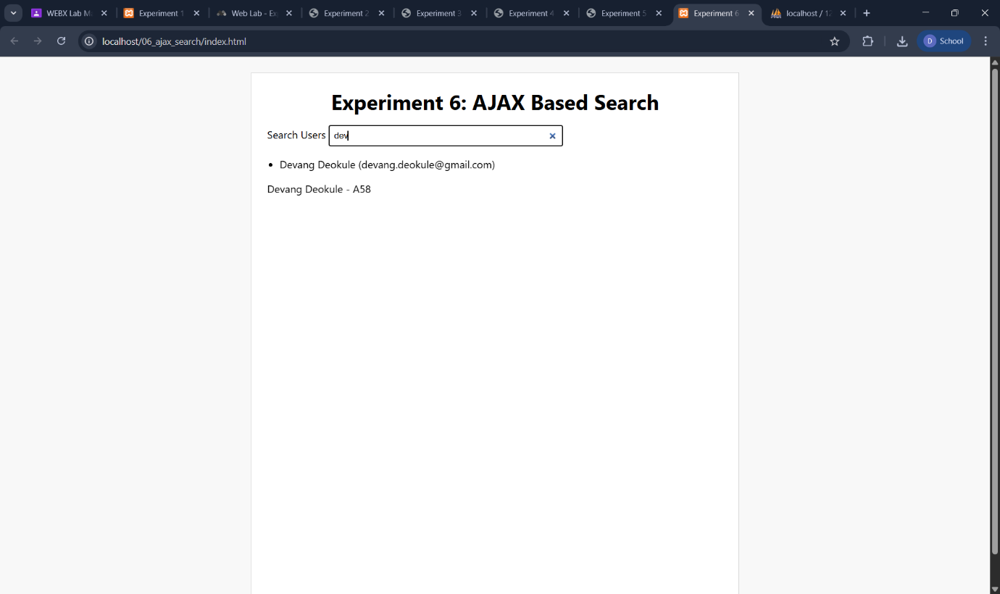 WEBX Lab M
Experiment 1
Web Lab - Ex
Experiment 2
Experiment 3
Experiment 4
Experiment 5
Experiment 6
localhost / 12
localhost/06_ajax_search/index.html
D School
Experiment 6: AJAX Based Search
Search Users dev
• Devang Deokule (devang.deokule@gmail.com)
Devang Deokule - A58